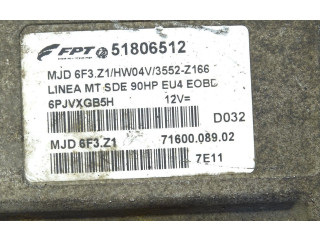 FPT 51806512
MJD 6F3.Z1/HW04V/3552-Z166
LINEA MT SDE 90HP EU4 EOBD
6PJVXGB5H 12V=
D032
MJD 6F3.Z1 71600.089.02
7E11